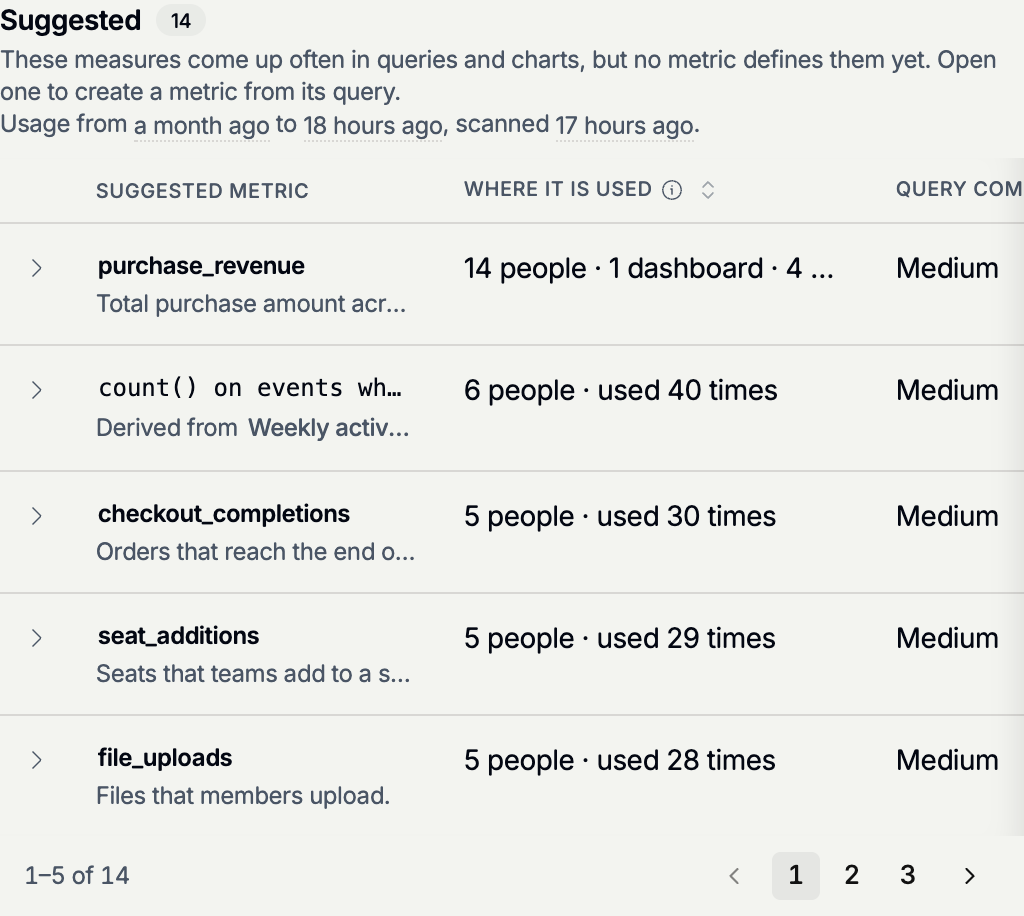 Suggested 14
These measures come up often in queries and charts, but no metric defines them yet. Open
one to create a metric from its query.
Usage from a month ago to 18 hours ago, scanned 17 hours ago.
SUGGESTED METRIC WHERE IT IS USED QUERY COM
purchase_revenue 14 people · 1 dashboard · 4 ... Medium
Total purchase amount acr...
count() on events wh… 6 people · used 40 times Medium
Derived from Weekly activ...
checkout_completions 5 people · used 30 times Medium
Orders that reach the end o...
seat_additions 5 people · used 29 times Medium
Seats that teams add to a s...
file_uploads 5 people · used 28 times Medium
Files that members upload.
1–5 of 14 1 2 3